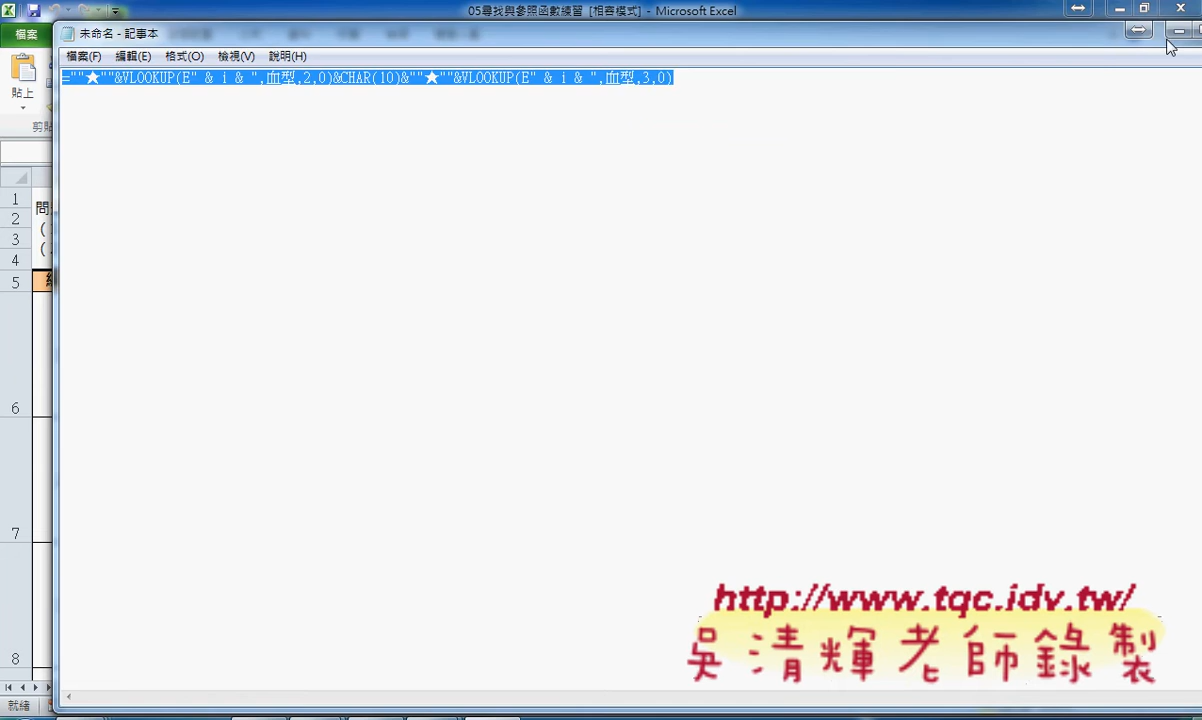 05尋找與參照函數練習 [相容模式] - Microsoft Excel
檔案
未命名 - 記事本
檔案(F) 編輯(E) 格式(O) 檢視(V) 說明(H)
=""★""&VLOOKUP(E" & i & ",血型,2,0)&CHAR(10)&""★""&VLOOKUP(E" & i & ",血型,3,0)
貼上
剪貼
1
問
2
3
4
5
6
7
8
就緒
http://www.tqc.idv.tw/
吳清輝老師錄製